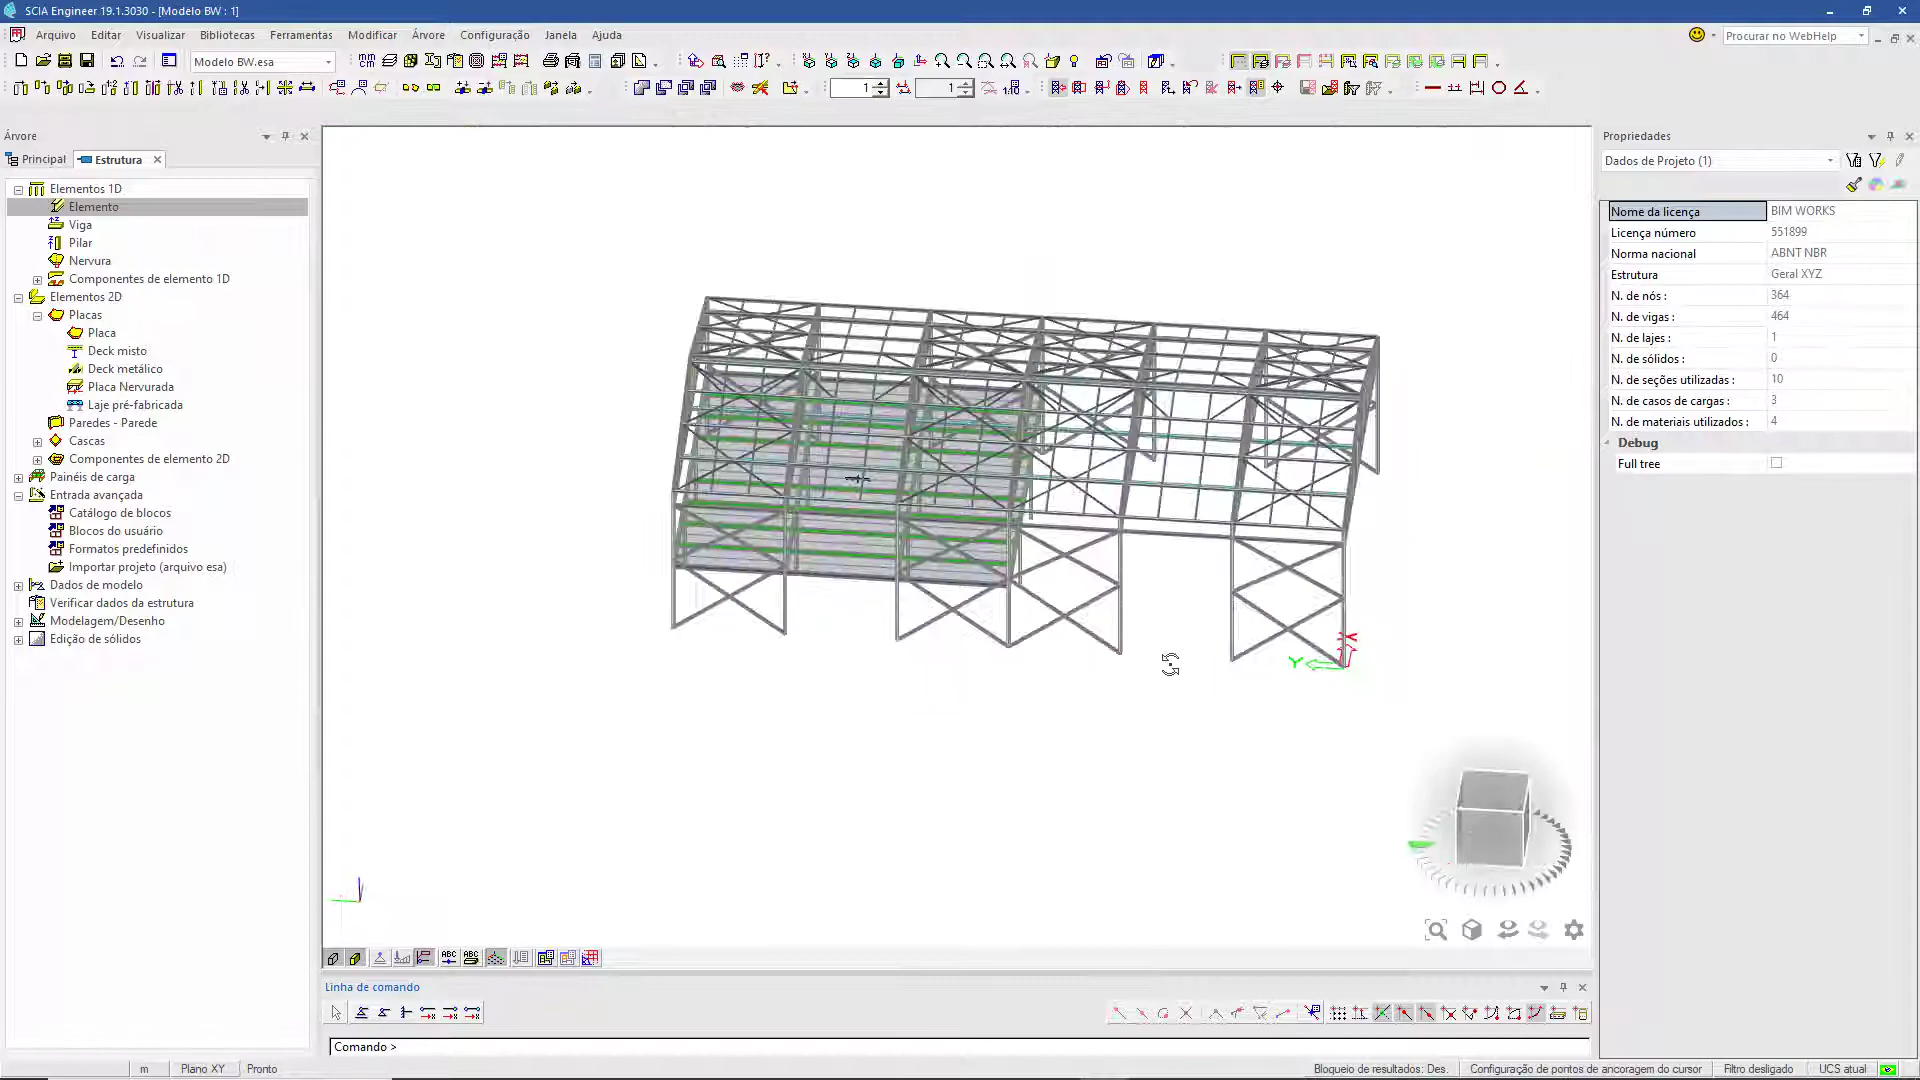 SCIA Engineer 19.1.3030 - [Modelo BW : 1]
Arquivo Editar Visualizar Bibliotecas Ferramentas Modificar Árvore Configuração Janela Ajuda
Procurar no WebHelp
Modelo BW.esa
1
1
Árvore
Principal
Estrutura
Elementos 1D
Elemento
Viga
Pilar
Nervura
Componentes de elemento 1D
Elementos 2D
Placas
Placa
Deck misto
Deck metálico
Placa Nervurada
Laje pré-fabricada
Paredes - Parede
Cascas
Componentes de elemento 2D
Painéis de carga
Entrada avançada
Catálogo de blocos
Blocos do usuário
Formatos predefinidos
Importar projeto (arquivo esa)
Dados de modelo
Verificar dados da estrutura
Modelagem/Desenho
Edição de sólidos
X
Y
ABC
ABC
Propriedades
Dados de Projeto (1)
Nome da licença BIM WORKS
Licença número 551899
Norma nacional ABNT NBR
Estrutura Geral XYZ
N. de nós : 364
N. de vigas : 464
N. de lajes : 1
N. de sólidos : 0
N. de seções utilizadas : 10
N. de casos de cargas : 3
N. de materiais utilizados : 4
Debug
Full tree
Linha de comando
Comando >
m Plano XY Pronto
Bloqueio de resultados: Des. Configuração de pontos de ancoragem do cursor Filtro desligado UCS atual